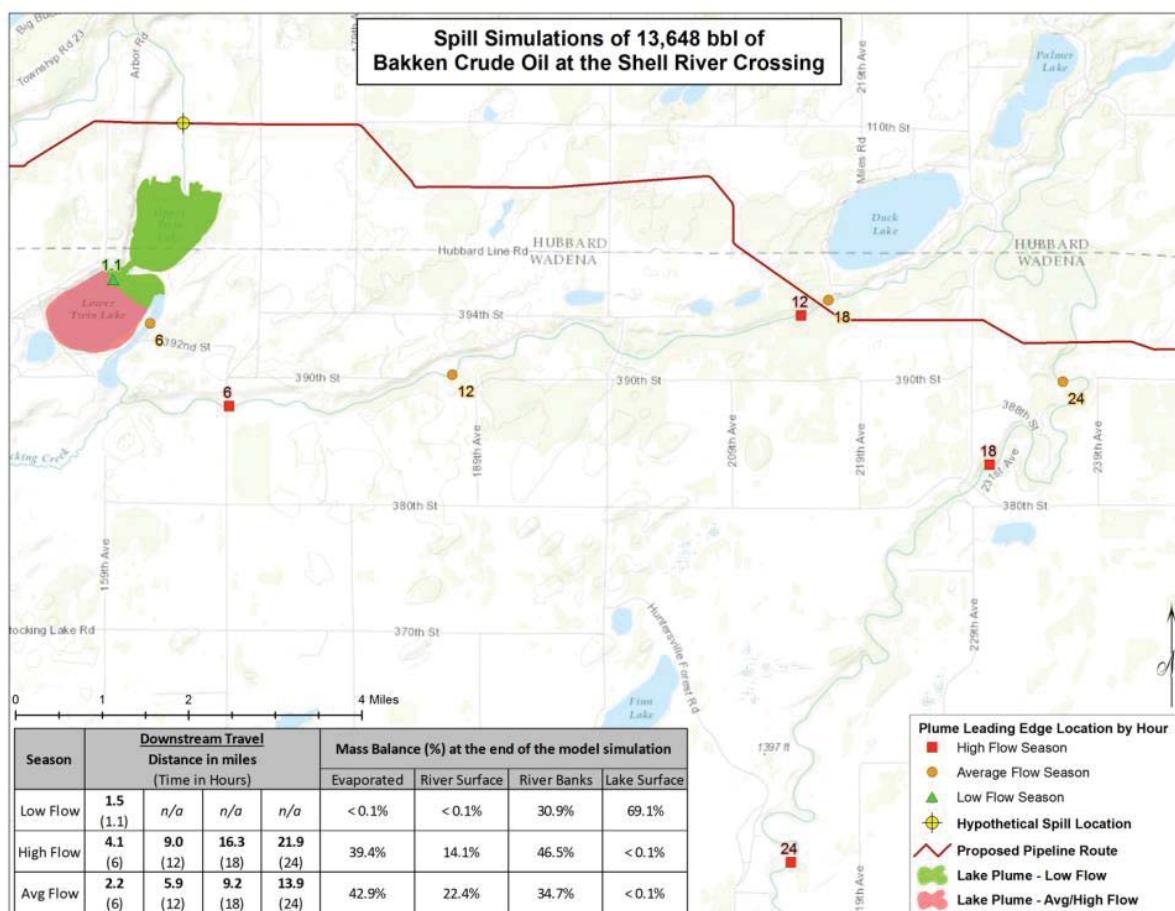 Spill Simulations of 13,648 bbl of
Bakken Crude Oil at the Shell River Crossing
Township Rd 23
Arbor Rd
179th Ave
219th Ave
Palmer
Lake
110th St
Miles Rd
Duck
Lake
Hubbard Line Rd
HUBBARD
WADENA
HUBBARD
WADENA
1.1
Lower
Twin Lake
6
392nd St
394th St
12
18
390th St
390th St
390th St
6
12
24
388th St
18
231st Ave
239th Ave
189th Ave
209th Ave
219th Ave
cking Creek
380th St
380th St
159th Ave
tocking Lake Rd
370th St
Huntersville Forest Rd
229th Ave
Finn
Lake
1397 ft
24
19th Ave
0 1 2 4 Miles
Season Downstream Travel Mass Balance (%) at the end of the model simulation
Distance in miles
(Time in Hours) Evaporated River Surface River Banks Lake Surface
Low Flow 1.5 n/a n/a n/a < 0.1% < 0.1% 30.9% 69.1%
(1.1)
High Flow 4.1 9.0 16.3 21.9 39.4% 14.1% 46.5% < 0.1%
(6) (12) (18) (24)
Avg Flow 2.2 5.9 9.2 13.9 42.9% 22.4% 34.7% < 0.1%
(6) (12) (18) (24)
Plume Leading Edge Location by Hour
High Flow Season
Average Flow Season
Low Flow Season
Hypothetical Spill Location
Proposed Pipeline Route
Lake Plume - Low Flow
Lake Plume - Avg/High Flow